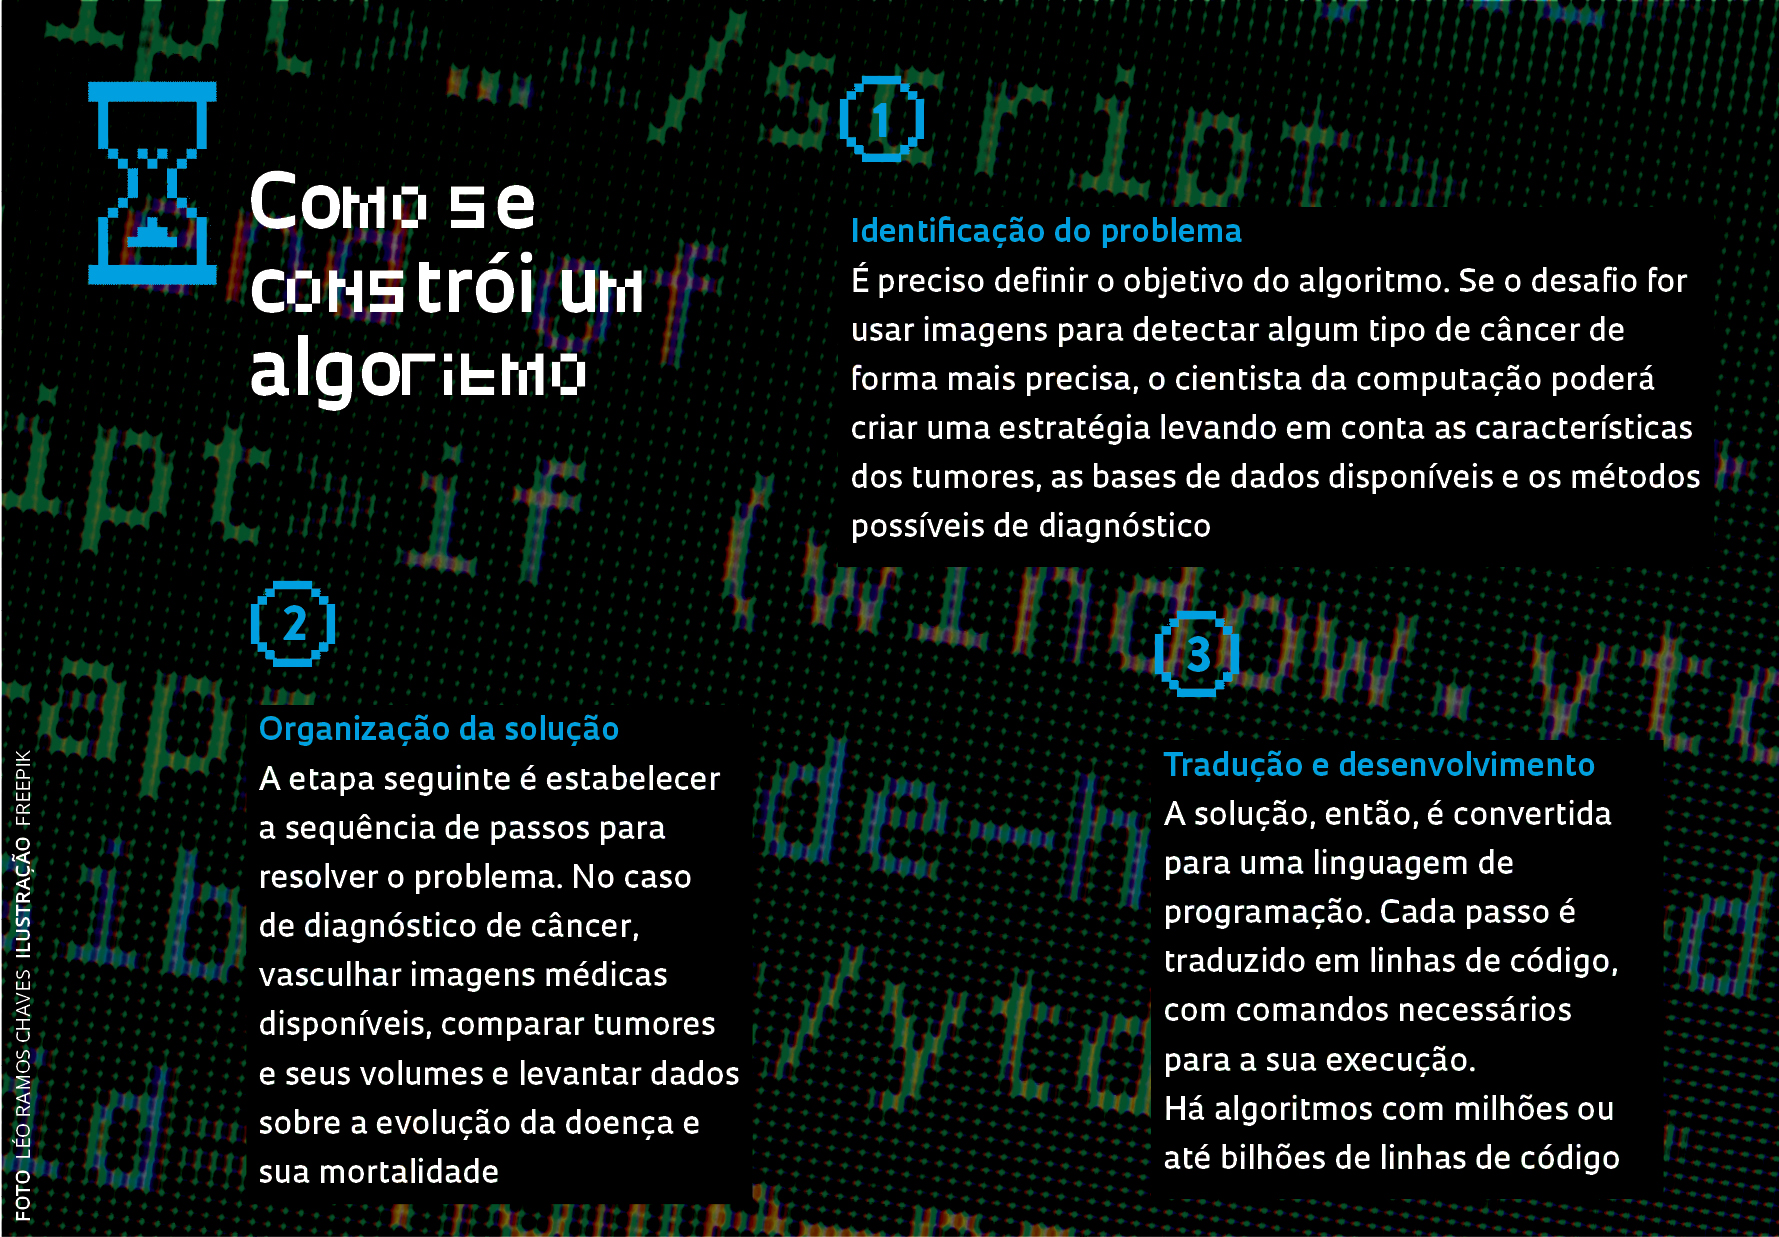 Como se
constrói um
algoritmo
1
Identificação do problema
É preciso definir o objetivo do algoritmo. Se o desafio for
usar imagens para detectar algum tipo de câncer de
forma mais precisa, o cientista da computação poderá
criar uma estratégia levando em conta as características
dos tumores, as bases de dados disponíveis e os métodos
possíveis de diagnóstico
2
Organização da solução
A etapa seguinte é estabelecer
a sequência de passos para
resolver o problema. No caso
de diagnóstico de câncer,
vasculhar imagens médicas
disponíveis, comparar tumores
e seus volumes e levantar dados
sobre a evolução da doença e
sua mortalidade
3
Tradução e desenvolvimento
A solução, então, é convertida
para uma linguagem de
programação. Cada passo é
traduzido em linhas de código,
com comandos necessários
para a sua execução.
Há algoritmos com milhões ou
até bilhões de linhas de código
FOTO LÉO RAMOS CHAVES ILUSTRAÇÃO FREEPIK